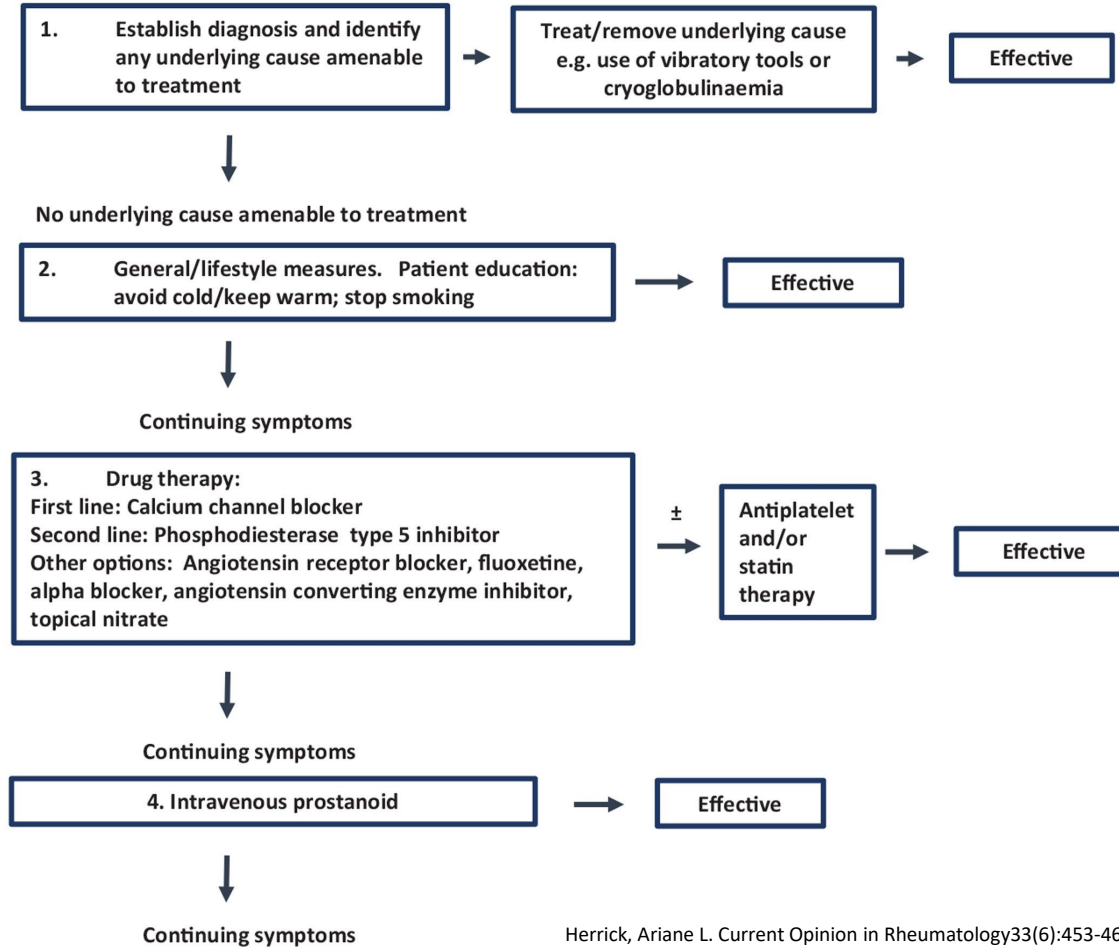 1. Establish diagnosis and identify
any underlying cause amenable
to treatment
Treat/remove underlying cause
e.g. use of vibratory tools or
cryoglobulinaemia
Effective
No underlying cause amenable to treatment
2. General/lifestyle measures. Patient education:
avoid cold/keep warm; stop smoking
Effective
Continuing symptoms
3. Drug therapy:
First line: Calcium channel blocker
Second line: Phosphodiesterase type 5 inhibitor
Other options: Angiotensin receptor blocker, fluoxetine,
alpha blocker, angiotensin converting enzyme inhibitor,
topical nitrate
±
Antiplatelet
and/or
statin
therapy
Effective
Continuing symptoms
4. Intravenous prostanoid
Effective
Continuing symptoms
Herrick, Ariane L. Current Opinion in Rheumatology33(6):453-46